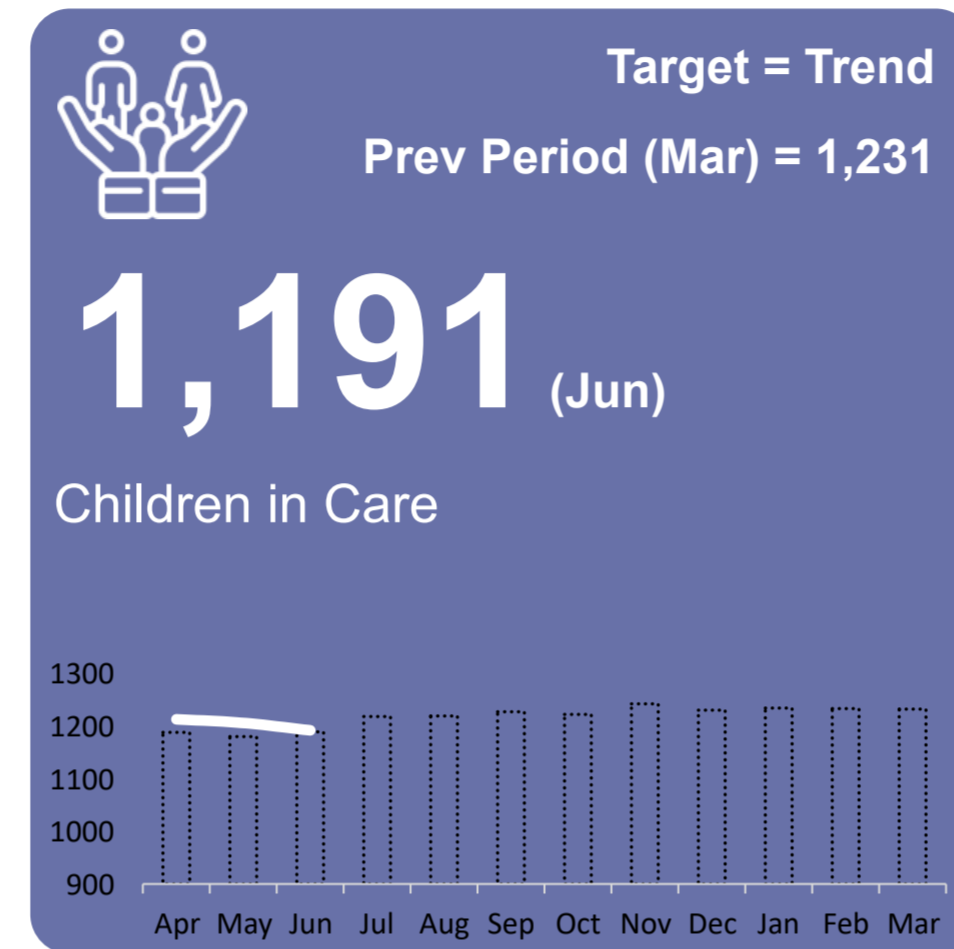 Target = Trend
Prev Period (Mar) = 1,231
1,191 (Jun)
Children in Care
1300
1200
1100
1000
900
Apr May Jun Jul Aug Sep Oct Nov Dec Jan Feb Mar